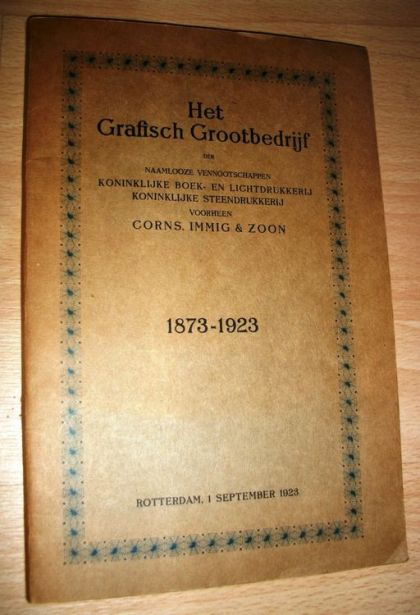 Het
Grafisch Grootbedrijf
DER
NAAMLOOZE VENNOOTSCHAPPEN
KONINKLIJKE BOEK- EN LICHTDRUKKERIJ
KONINKLIJKE STEENDRUKKERIJ
VOORHEEN
CORNS. IMMIG & ZOON
1873-1923
ROTTERDAM, 1 SEPTEMBER 1923